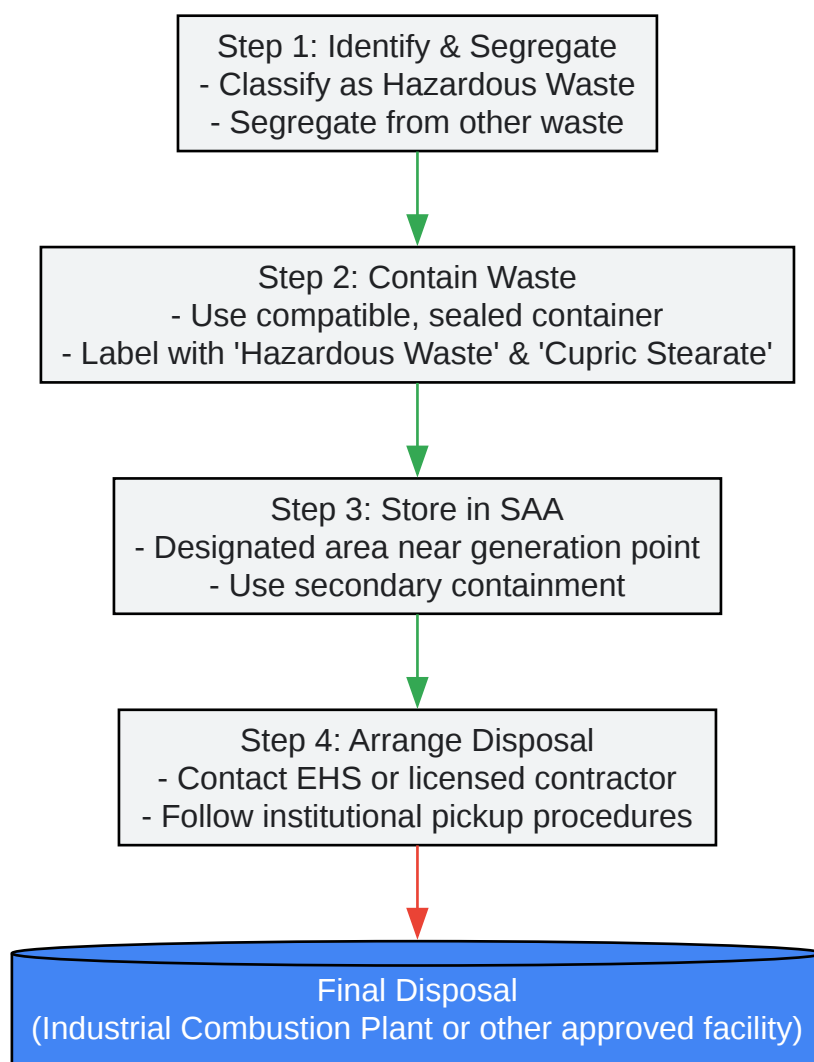 Step 1: Identify & Segregate
- Classify as Hazardous Waste
- Segregate from other waste
Step 2: Contain Waste
- Use compatible, sealed container
- Label with 'Hazardous Waste' & 'Cupric Stearate'
Step 3: Store in SAA
- Designated area near generation point
- Use secondary containment
Step 4: Arrange Disposal
- Contact EHS or licensed contractor
- Follow institutional pickup procedures
Final Disposal
(Industrial Combustion Plant or other approved facility)